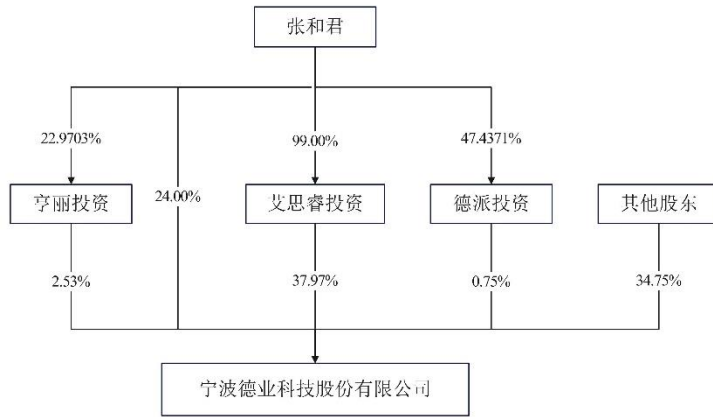 张和君
22.9703%
99.00%
47.4371%
24.00%
亨丽投资
艾思睿投资
德派投资
其他股东
2.53%
37.97%
0.75%
34.75%
宁波德业科技股份有限公司